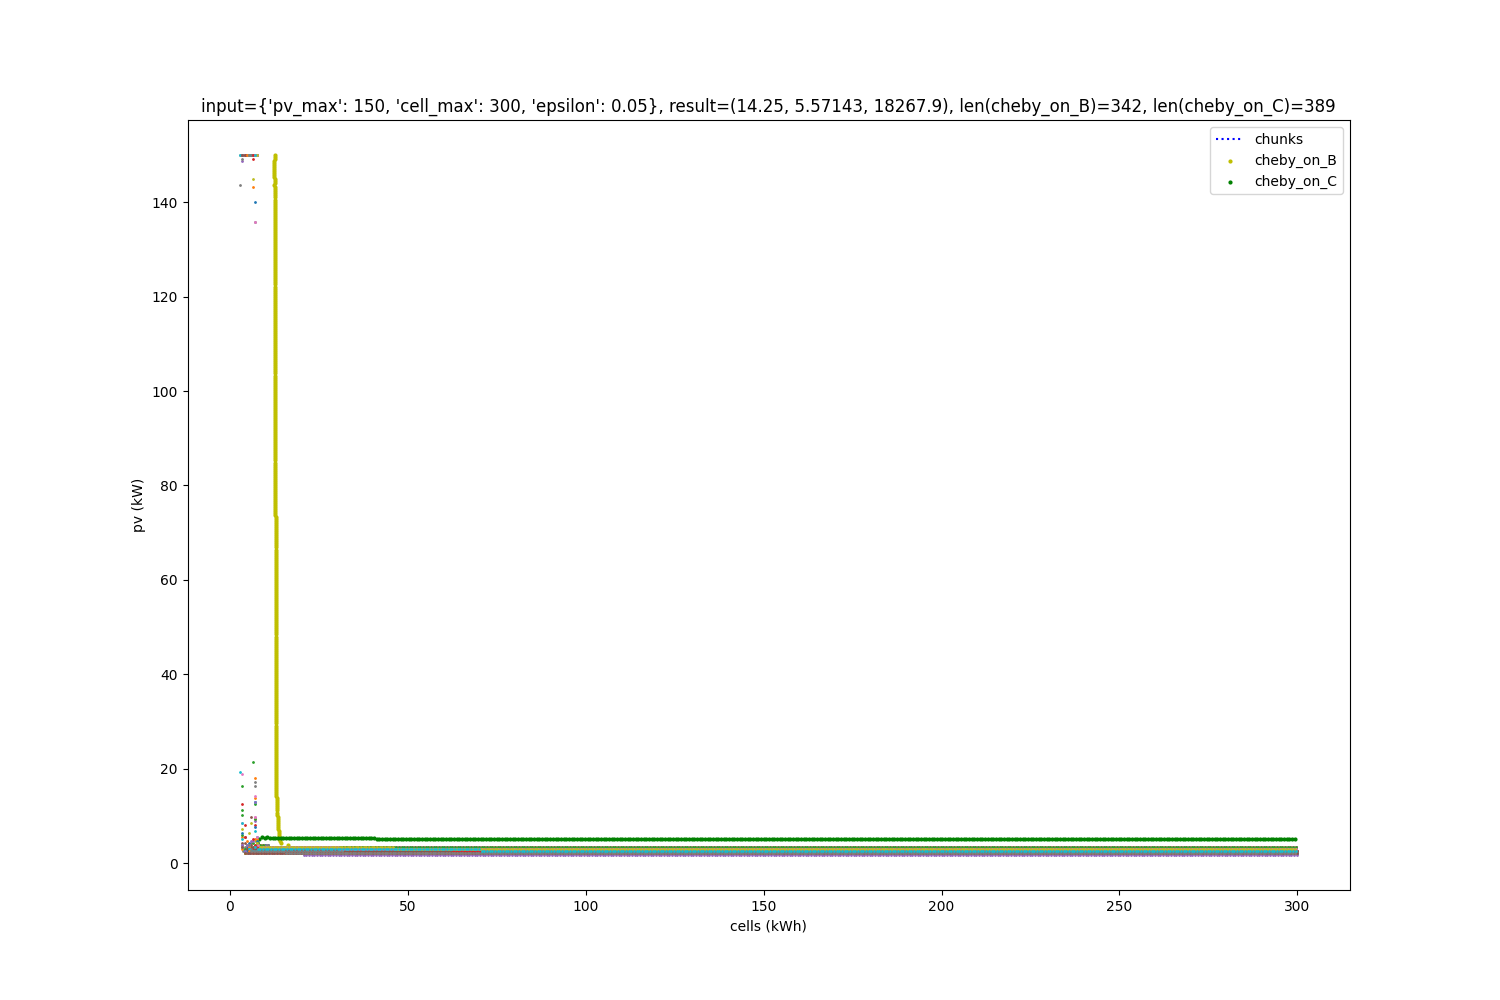 input={'pv_max': 150, 'cell_max': 300, 'epsilon': 0.05}, result=(14.25, 5.57143, 18267.9), len(cheby_on_B)=342, len(cheby_on_C)=389
chunks
cheby_on_B
cheby_on_C
140
120
100
80
60
40
20
0
pv (kW)
0 50 100 150 200 250 300
cells (kWh)